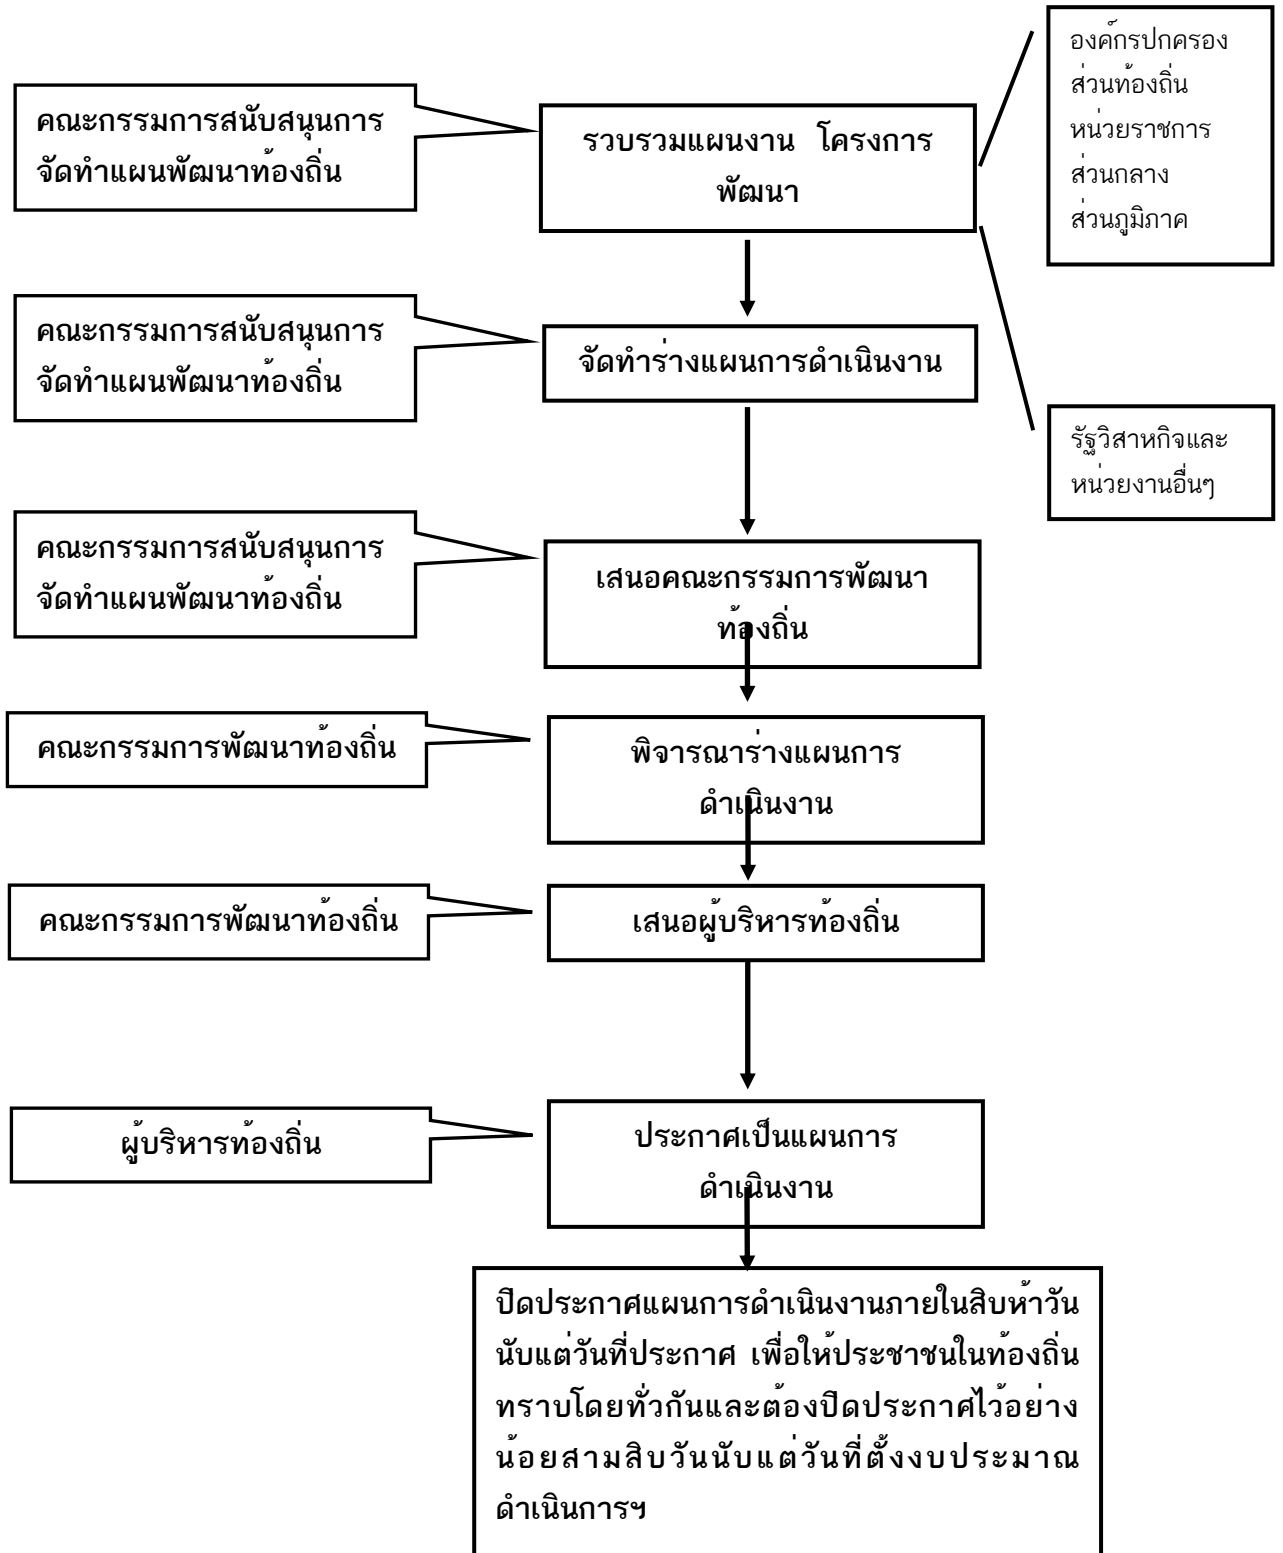 องค์กรปกครอง
ส่วนท้องถิ่น
หน่วยราชการ
ส่วนกลาง
ส่วนภูมิภาค
คณะกรรมการสนับสนุนการ
จัดทำแผนพัฒนาท้องถิ่น
รวบรวมแผนงาน โครงการ
พัฒนา
คณะกรรมการสนับสนุนการ
จัดทำแผนพัฒนาท้องถิ่น
จัดทำร่างแผนการดำเนินงาน
รัฐวิสาหกิจและ
หน่วยงานอื่นๆ
คณะกรรมการสนับสนุนการ
จัดทำแผนพัฒนาท้องถิ่น
เสนอคณะกรรมการพัฒนา
ท้องถิ่น
คณะกรรมการพัฒนาท้องถิ่น
พิจารณาร่างแผนการ
ดำเนินงาน
คณะกรรมการพัฒนาท้องถิ่น
เสนอผู้บริหารท้องถิ่น
ผู้บริหารท้องถิ่น
ประกาศเป็นแผนการ
ดำเนินงาน
ปิดประกาศแผนการดำเนินงานภายในสิบห้าวัน
นับแต่วันที่ประกาศ เพื่อให้ประชาชนในท้องถิ่น
ทราบโดยทั่วกันและต้องปิดประกาศไว้อย่าง
น้อยสามสิบวันนับแต่วันที่ตั้งงบประมาณ
ดำเนินการฯ